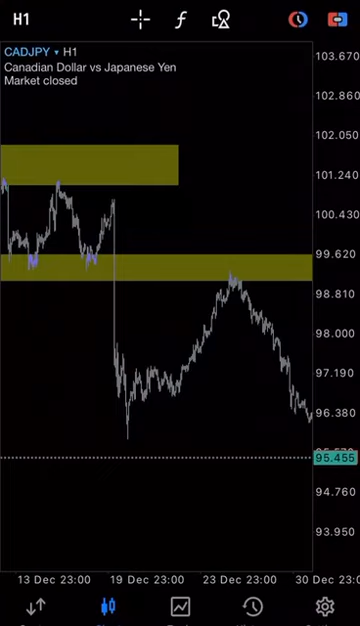 H1
CADJPY ▾ H1
Canadian Dollar vs Japanese Yen
Market closed
103.670
102.860
102.050
101.240
100.430
99.620
98.810
98.000
97.190
96.380
95.455
94.760
93.950
13 Dec 23:00
19 Dec 23:00
23 Dec 23:00
30 Dec 23:0